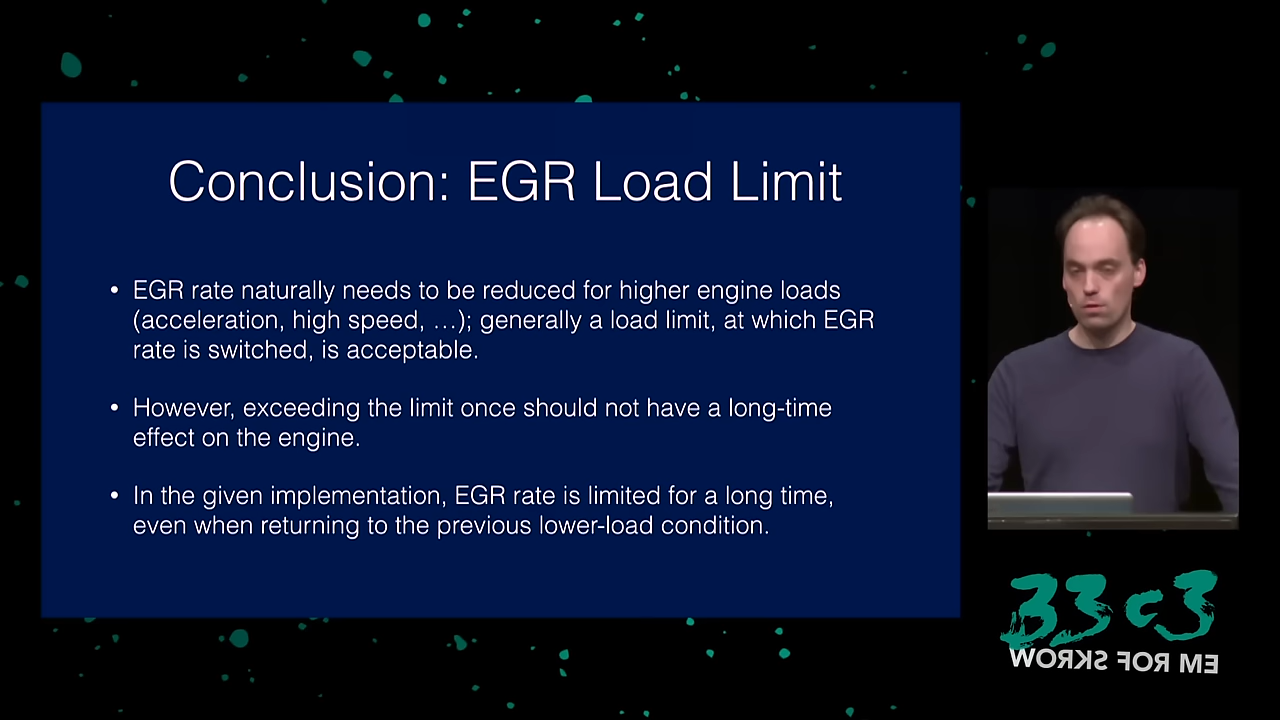 Conclusion: EGR Load Limit
• EGR rate naturally needs to be reduced for higher engine loads
(acceleration, high speed, …); generally a load limit, at which EGR
rate is switched, is acceptable.
• However, exceeding the limit once should not have a long-time
effect on the engine.
• In the given implementation, EGR rate is limited for a long time,
even when returning to the previous lower-load condition.
33c3
WORKS FOR ME